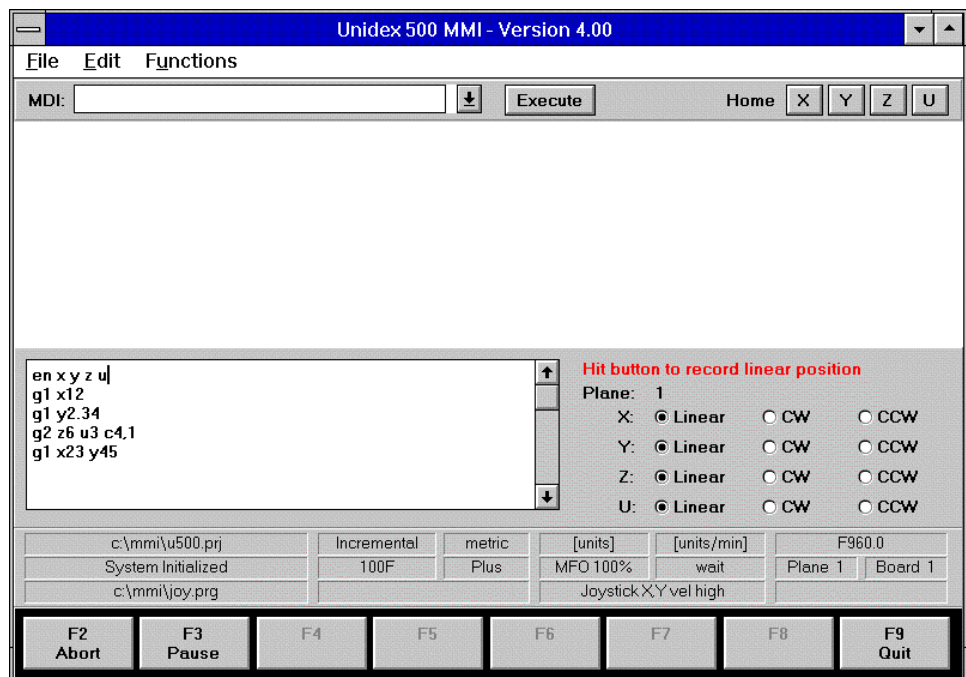 Unidex 500 MMI - Version 4.00
File Edit Functions
MDI: Execute Home X Y Z U
en x y z u
g1 x12
g1 y2.34
g2 z6 u3 c4,1
g1 x23 y45
Hit button to record linear position
Plane: 1
X: Linear CW CCW
Y: Linear CW CCW
Z: Linear CW CCW
U: Linear CW CCW
c:\mmi\u500.prj Incremental metric [units] [units/min] F960.0
System Initialized 100F Plus MFO 100% wait Plane 1 Board 1
c:\mmi\joy.prg Joystick X,Y vel high
F2 F3 F4 F5 F6 F7 F8 F9
Abort Pause Quit